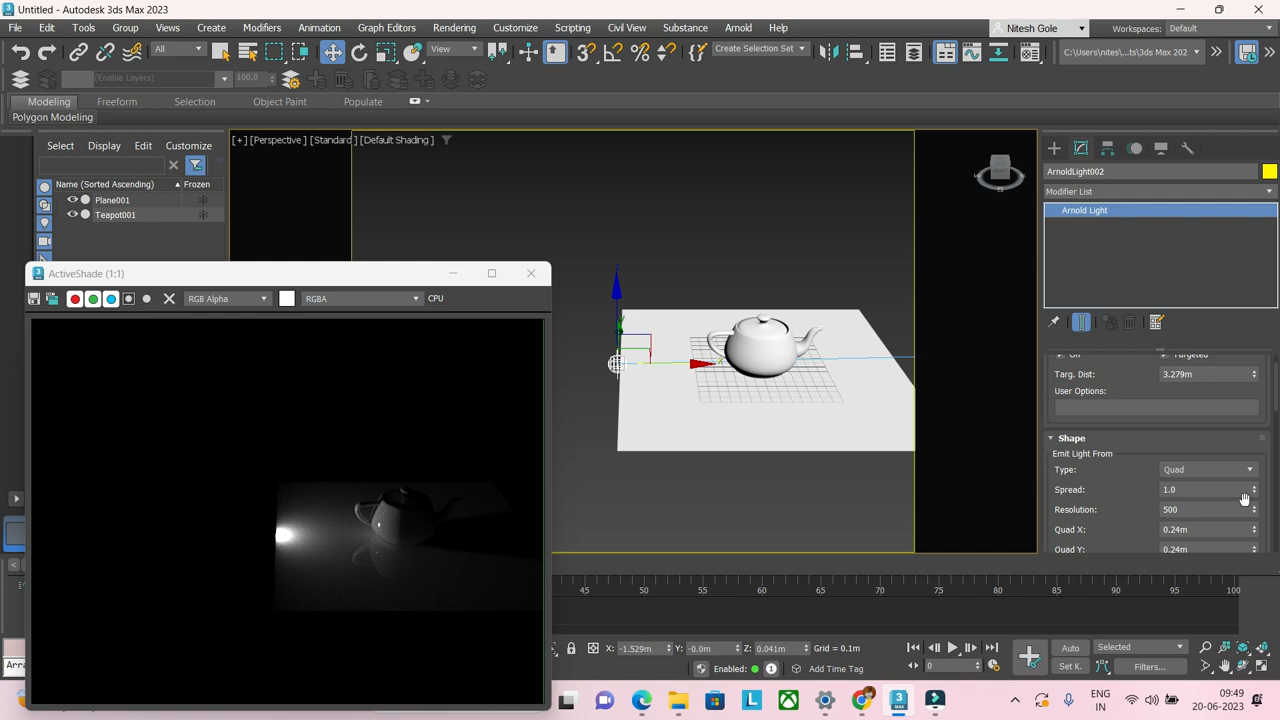 Untitled - Autodesk 3ds Max 2023
File Edit Tools Group Views Create Modifiers Animation Graph Editors Rendering Customize Scripting Civil View Substance Arnold Help
Nitesh Gole
Workspaces: Default
All
View
Create Selection Set
C:\Users\nites\...ts\3ds Max 202
(Enable Layers)
100.0
Modeling Freeform Selection Object Paint Populate
Polygon Modeling
Select Display Edit Customize
[+] [Perspective ] [Standard ] [Default Shading ]
Name (Sorted Ascending) ▲ Frozen
Plane001
Teapot001
ArnoldLight002
Modifier List
Arnold Light
ActiveShade (1:1)
RGB Alpha
RGBA
CPU
On
Targeted
Targ. Dist: 3.279m
User Options:
Shape
Emit Light From
Type: Quad
Spread: 1.0
Resolution: 500
Quad X: 0.24m
Quad Y: 0.24m
45 50 55 60 65 70 75 80 85 90 95 100
X: -1.529m Y: -0.0m Z: 0.041m Grid = 0.1m
Auto
Selected
Enabled: 1 Add Time Tag
0
Set K.
Filters...
ENG
IN
09:49
20-06-2023